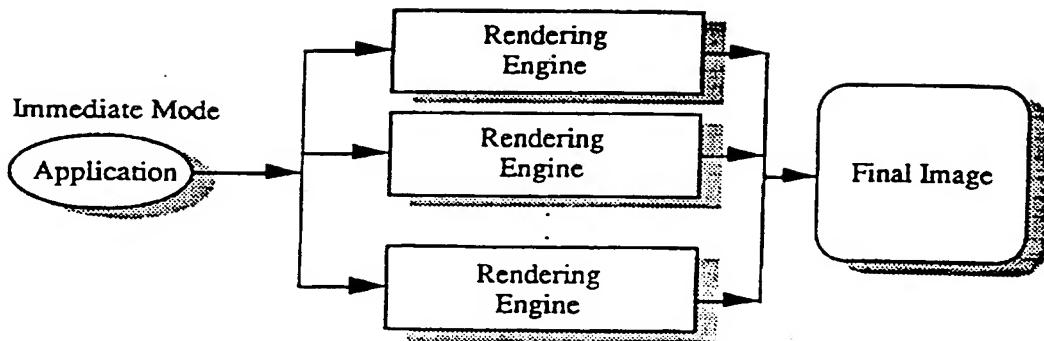 Rendering
Engine
Immediate Mode
Application
Rendering
Engine
Final Image
Rendering
Engine